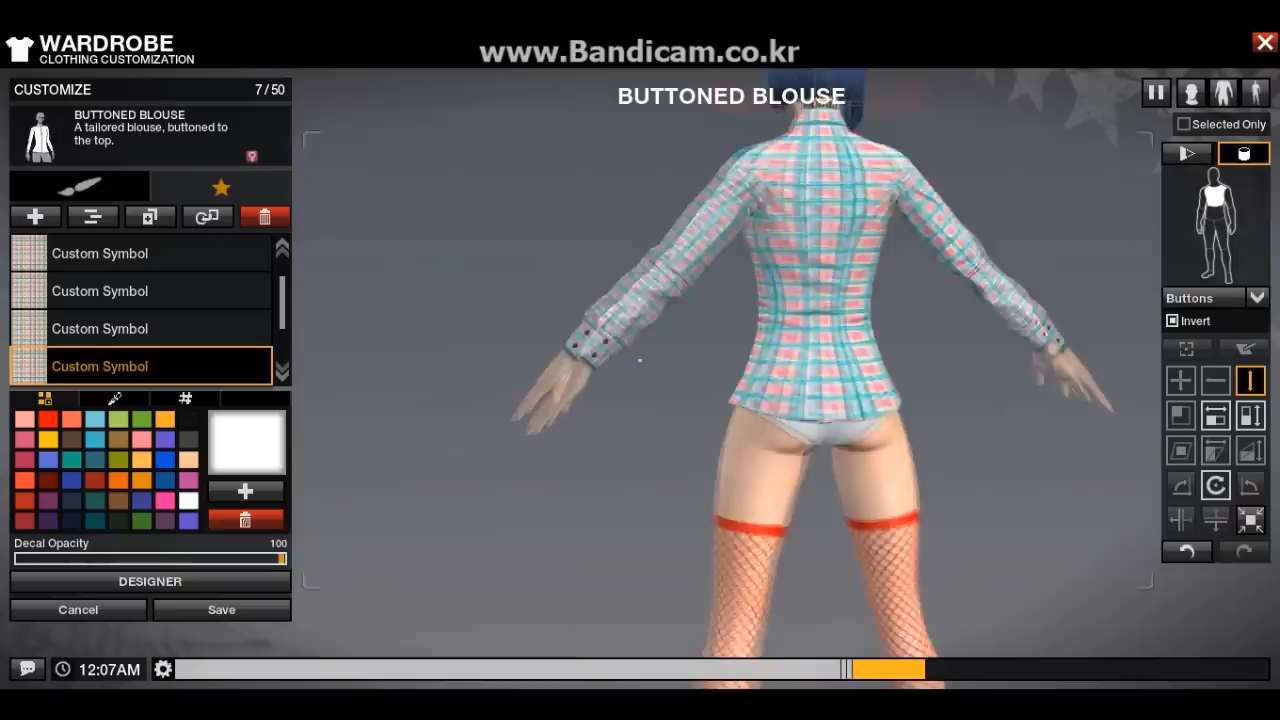 WARDROBE
CLOTHING CUSTOMIZATION
www.Bandicam.co.kr
CUSTOMIZE 7/50
BUTTONED BLOUSE
A tailored blouse, buttoned to
the top.
BUTTONED BLOUSE
Selected Only
Custom Symbol
Custom Symbol
Custom Symbol
Custom Symbol
Buttons
Invert
Decal Opacity 100
DESIGNER
Cancel Save
12:07AM